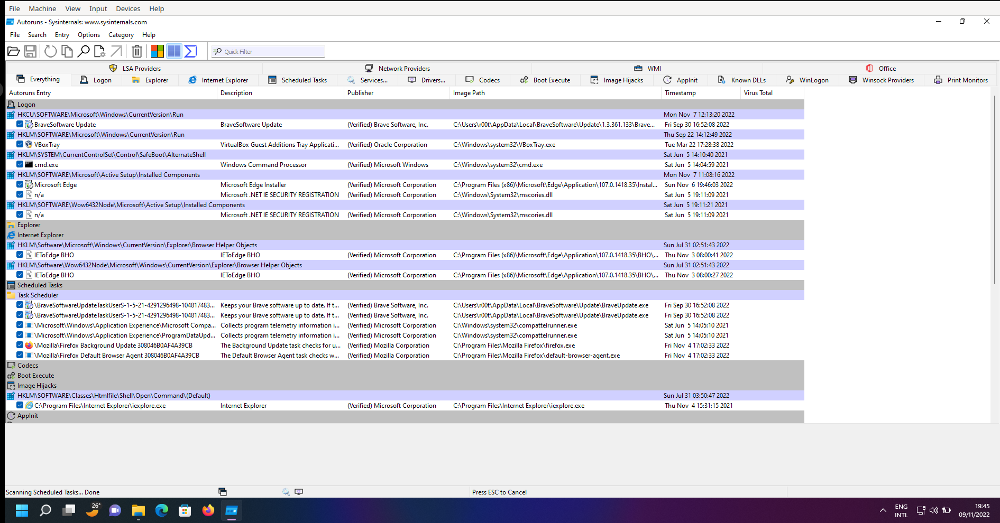 File Machine View Input Devices Help
Autoruns - Sysinternals: www.sysinternals.com
File Search Entry Options Category Help
Quick Filter
LSA Providers Network Providers WMI Office
Everything Logon Explorer Internet Explorer Scheduled Tasks Services... Drivers... Codecs Boot Execute Image Hijacks AppInit Known DLLs WinLogon Winsock Providers Print Monitors
Autoruns Entry Description Publisher Image Path Timestamp Virus Total
Logon
HKCU\SOFTWARE\Microsoft\Windows\CurrentVersion\Run Mon Nov 7 12:13:20 2022
BraveSoftware Update BraveSoftware Update (Verified) Brave Software, Inc. C:\Users\r00t\AppData\Local\BraveSoftware\Update\1.3.361.133\Brave... Fri Sep 30 16:52:08 2022
HKLM\SOFTWARE\Microsoft\Windows\CurrentVersion\Run Thu Sep 22 14:12:49 2022
VBoxTray VirtualBox Guest Additions Tray Applicati... (Verified) Oracle Corporation C:\Windows\system32\VBoxTray.exe Tue Mar 22 17:28:38 2022
HKLM\SYSTEM\CurrentControlSet\Control\SafeBoot\AlternateShell Sat Jun 5 14:10:40 2021
cmd.exe Windows Command Processor (Verified) Microsoft Windows C:\Windows\system32\cmd.exe Sat Jun 5 14:04:59 2021
HKLM\SOFTWARE\Microsoft\Active Setup\Installed Components Mon Nov 7 11:08:16 2022
Microsoft Edge Microsoft Edge Installer (Verified) Microsoft Corporation C:\Program Files (x86)\Microsoft\Edge\Application\107.0.1418.35\Instal... Sun Nov 6 19:46:03 2022
n/a Microsoft .NET IE SECURITY REGISTRATION (Verified) Microsoft Corporation C:\Windows\System32\mscories.dll Sat Jun 5 19:11:09 2021
HKLM\SOFTWARE\Wow6432Node\Microsoft\Active Setup\Installed Components Sat Jun 5 19:11:21 2021
n/a Microsoft .NET IE SECURITY REGISTRATION (Verified) Microsoft Corporation C:\Windows\System32\mscories.dll Sat Jun 5 19:11:09 2021
Explorer
Internet Explorer
HKLM\Software\Microsoft\Windows\CurrentVersion\Explorer\Browser Helper Objects Sun Jul 31 02:51:43 2022
IEToEdge BHO IEToEdge BHO (Verified) Microsoft Corporation C:\Program Files (x86)\Microsoft\Edge\Application\107.0.1418.35\BHO\... Thu Nov 3 08:00:41 2022
HKLM\Software\Wow6432Node\Microsoft\Windows\CurrentVersion\Explorer\Browser Helper Objects Sun Jul 31 02:51:43 2022
IEToEdge BHO IEToEdge BHO (Verified) Microsoft Corporation C:\Program Files (x86)\Microsoft\Edge\Application\107.0.1418.35\BHO\... Thu Nov 3 08:00:27 2022
Scheduled Tasks
Task Scheduler
\BraveSoftwareUpdateTaskUserS-1-5-21-4291296498-104817483... Keeps your Brave software up to date. If t... (Verified) Brave Software, Inc. C:\Users\r00t\AppData\Local\BraveSoftware\Update\BraveUpdate.exe Fri Sep 30 16:52:08 2022
\BraveSoftwareUpdateTaskUserS-1-5-21-4291296498-104817483... Keeps your Brave software up to date. If t... (Verified) Brave Software, Inc. C:\Users\r00t\AppData\Local\BraveSoftware\Update\BraveUpdate.exe Fri Sep 30 16:52:08 2022
\Microsoft\Windows\Application Experience\Microsoft Compa... Collects program telemetry information i... (Verified) Microsoft Corporation C:\Windows\system32\compattelrunner.exe Sat Jun 5 14:05:10 2021
\Microsoft\Windows\Application Experience\ProgramDataUpd... Collects program telemetry information i... (Verified) Microsoft Corporation C:\Windows\system32\compattelrunner.exe Sat Jun 5 14:05:10 2021
\Mozilla\Firefox Background Update 308046B0AF4A39CB The Background Update task checks for u... (Verified) Mozilla Corporation C:\Program Files\Mozilla Firefox\firefox.exe Fri Nov 4 17:02:33 2022
\Mozilla\Firefox Default Browser Agent 308046B0AF4A39CB The Default Browser Agent task checks w... (Verified) Mozilla Corporation C:\Program Files\Mozilla Firefox\default-browser-agent.exe Fri Nov 4 17:02:33 2022
Codecs
Boot Execute
Image Hijacks
HKLM\SOFTWARE\Classes\Htmlfile\Shell\Open\Command\(Default) Sun Jul 31 03:50:47 2022
C:\Program Files\Internet Explorer\iexplore.exe Internet Explorer (Verified) Microsoft Corporation C:\Program Files\Internet Explorer\iexplore.exe Thu Nov 4 15:31:15 2021
AppInit
Scanning Scheduled Tasks... Done Press ESC to Cancel
26° ENG 19:45
INTL 09/11/2022